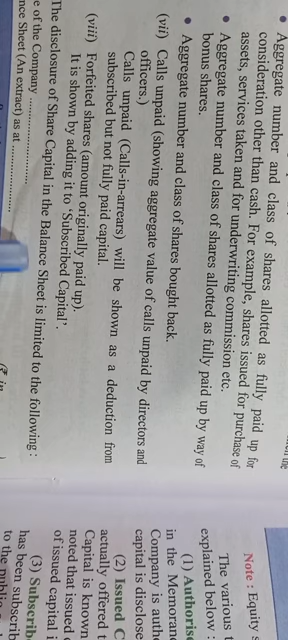 • Aggregate number and class of shares allotted as fully paid up for
consideration other than cash. For example, shares issued for purchase of
assets, services taken and for underwriting commission etc.
• Aggregate number and class of shares allotted as fully paid up by way of
bonus shares.
• Aggregate number and class of shares bought back.
(vii) Calls unpaid (showing aggregate value of calls unpaid by directors and
officers.)
Calls unpaid (Calls-in-arrears) will be shown as a deduction from
subscribed but not fully paid capital.
(viii) Forfeited shares (amount originally paid up).
It is shown by adding it to 'Subscribed Capital'.
The disclosure of Share Capital in the Balance Sheet is limited to the following :
e of the Company ....................
nce Sheet (An extract) as at ....................
Note : Equity
The various
explained below :
(1) Authoris
in the Memoran
Company is auth
capital is disclose
(2) Issued C
actually offered t
Capital is known
noted that issued
of issued capital i
(3) Subscrib
has been subscrib
to the public